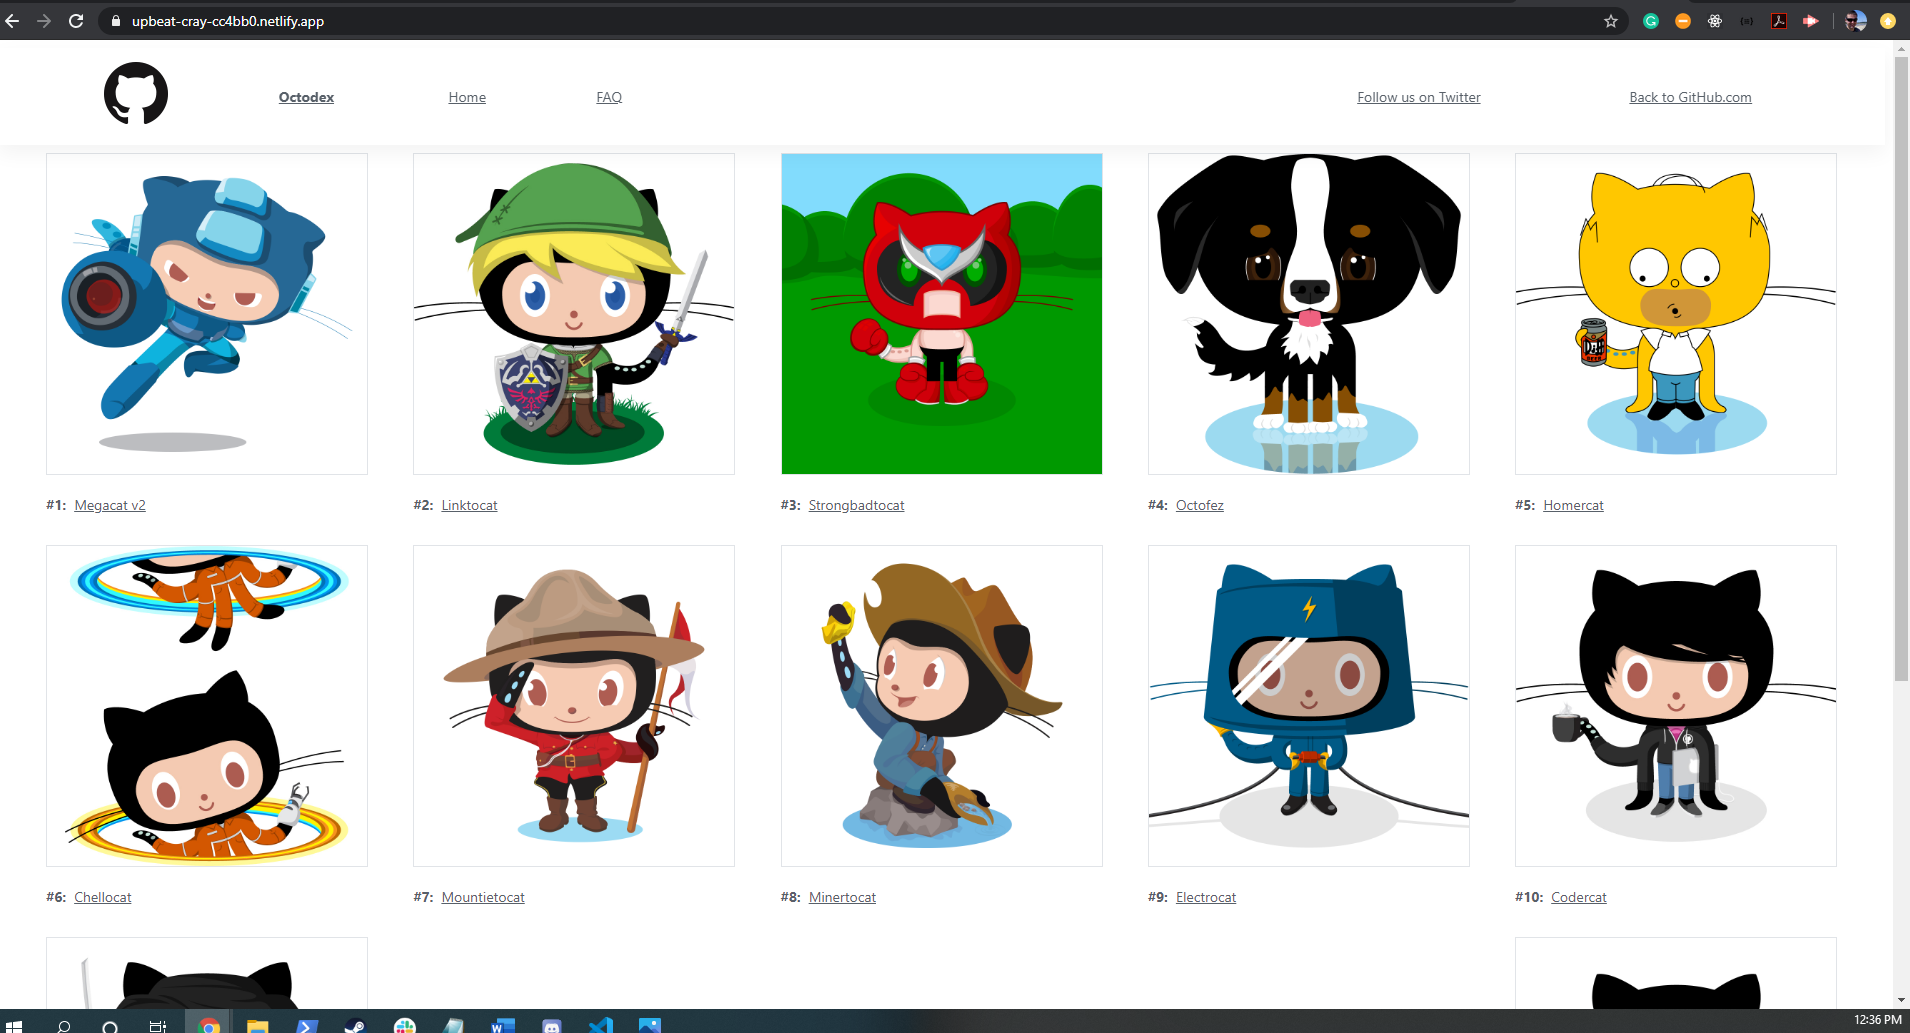 upbeat-cray-cc4bb0.netlify.app
Octodex Home FAQ Follow us on Twitter Back to GitHub.com
DUFF
BEER
#1: Megacat v2 #2: Linktocat #3: Strongbadtocat #4: Octofez #5: Homercat
#6: Chellocat #7: Mountietocat #8: Minertocat #9: Electrocat #10: Codercat
12:36 PM